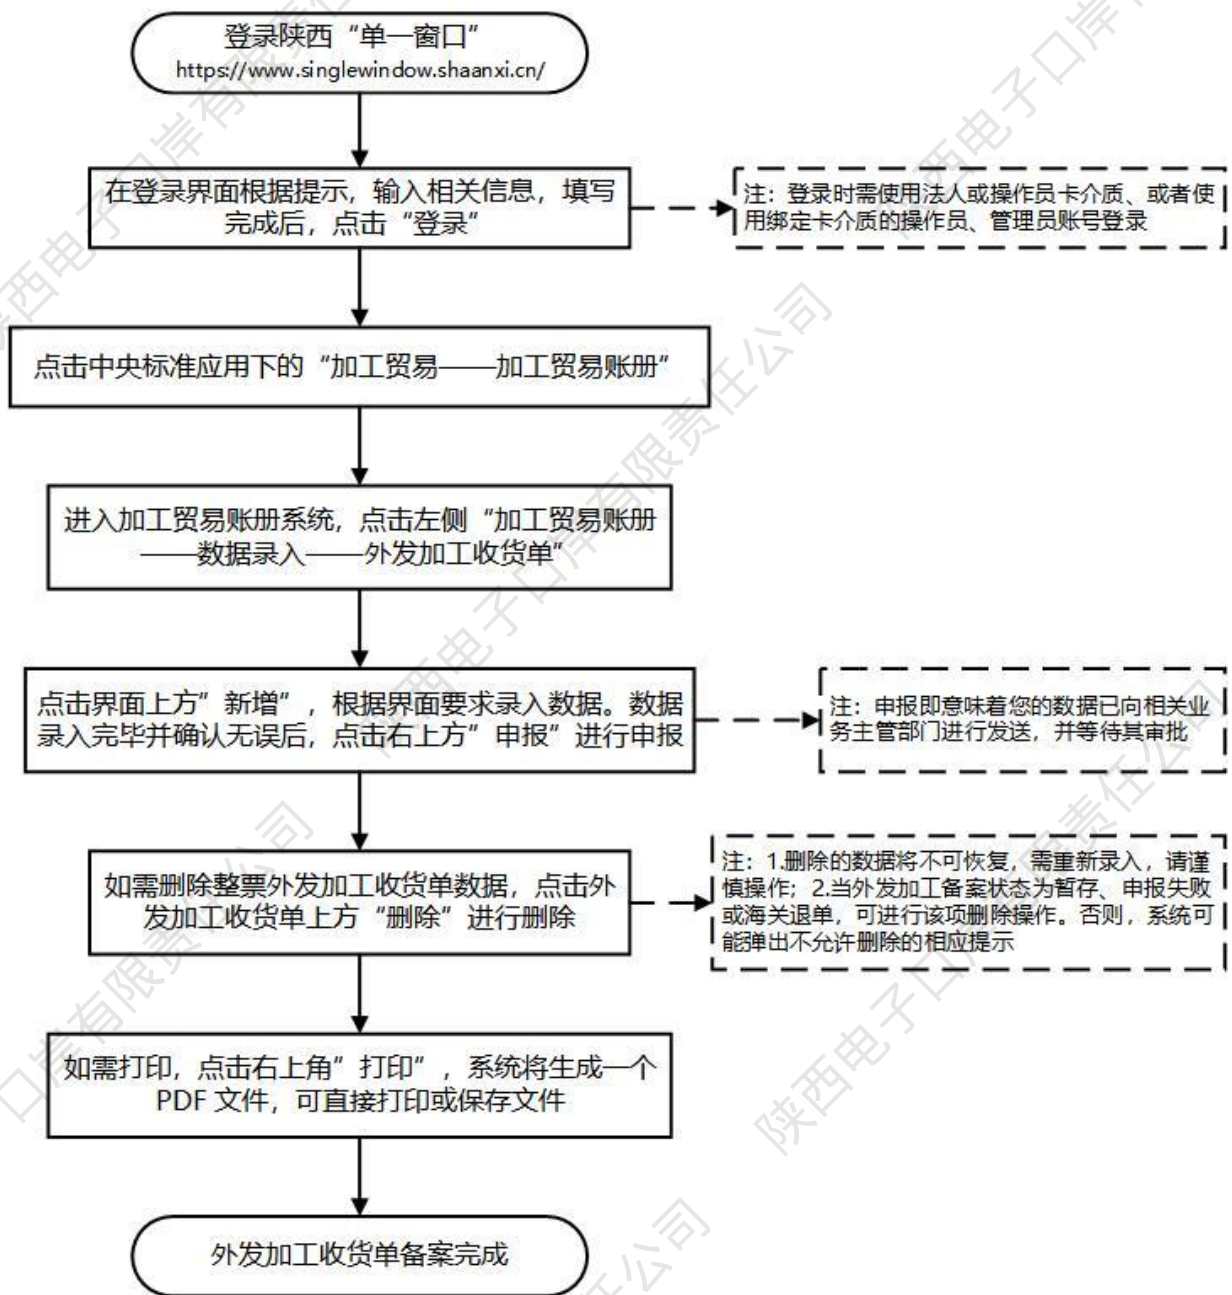 登录陕西“单一窗口”
https://www.singlewindow.shaanxi.cn/
在登录界面根据提示，输入相关信息，填写
完成后，点击“登录”
注：登录时需使用法人或操作员卡介质、或者使
用绑定卡介质的操作员、管理员账号登录
点击中央标准应用下的“加工贸易——加工贸易账册”
进入加工贸易账册系统，点击左侧“加工贸易账册
——数据录入——外发加工收货单”
点击界面上方”新增”，根据界面要求录入数据。数据
录入完毕并确认无误后，点击右上方”申报”进行申报
注：申报即意味着您的数据已向相关业
务主管部门进行发送，并等待其审批
如需删除整票外发加工收货单数据，点击外
发加工收货单上方“删除”进行删除
注：1.删除的数据将不可恢复，需重新录入，请谨
慎操作；2.当外发加工备案状态为暂存、申报失败
或海关退单，可进行该项删除操作。否则，系统可
能弹出不允许删除的相应提示
如需打印，点击右上角”打印”，系统将生成一个
PDF 文件，可直接打印或保存文件
外发加工收货单备案完成
陕西电子口岸有限责任公司